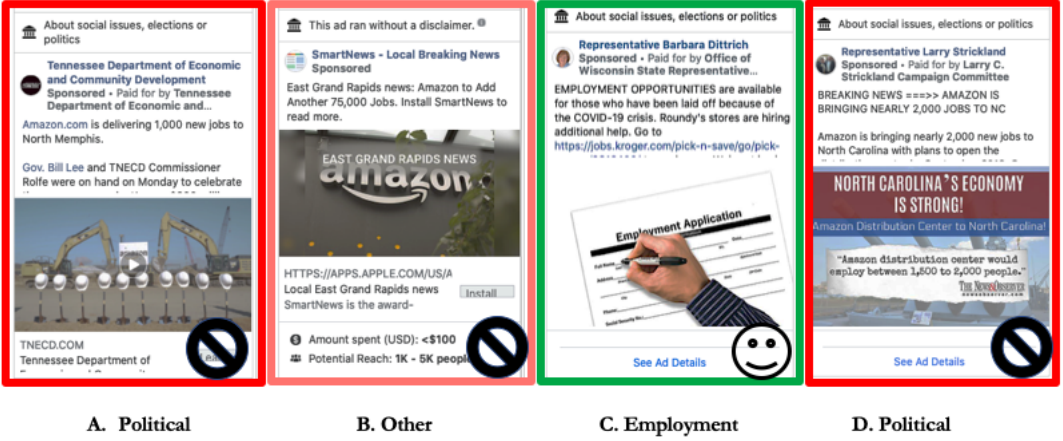 About social issues, elections or
politics
Tennessee Department of Economic
and Community Development
Sponsored • Paid for by Tennessee
Department of Economic and...
Amazon.com is delivering 1,000 new jobs to
North Memphis.
Gov. Bill Lee and TNECD Commissioner
Rolfe were on hand on Monday to celebrate
TNECD.COM
Tennessee Department of
A. Political
This ad ran without a disclaimer.
SmartNews - Local Breaking News
Sponsored
East Grand Rapids news: Amazon to Add
Another 75,000 Jobs. Install SmartNews to
read more.
EAST GRAND RAPIDS NEWS
amazon
HTTPS://APPS.APPLE.COM/US/A
Local East Grand Rapids news
SmartNews is the award-
Install
Amount spent (USD): <$100
Potential Reach: 1K - 5K people
B. Other
About social issues, elections or politics
Representative Barbara Dittrich
Sponsored • Paid for by Office of
Wisconsin State Representative...
EMPLOYMENT OPPORTUNITIES are available
for those who have been laid off because of
the COVID-19 crisis. Roundy's stores are hiring
additional help. Go to
https://jobs.kroger.com/pick-n-save/go/pick-
Employment Application
See Ad Details
C. Employment
About social issues, elections or politics
Representative Larry Strickland
Sponsored • Paid for by Larry C.
Strickland Campaign Committee
BREAKING NEWS ===>> AMAZON IS
BRINGING NEARLY 2,000 JOBS TO NC
Amazon is bringing nearly 2,000 new jobs to
North Carolina with plans to open the
NORTH CAROLINA'S ECONOMY
IS STRONG!
Amazon Distribution Center to North Carolina!
"Amazon distribution center would
employ between 1,500 to 2,000 people."
THE NEWS&OBSERVER
newsobserver.com
See Ad Details
D. Political